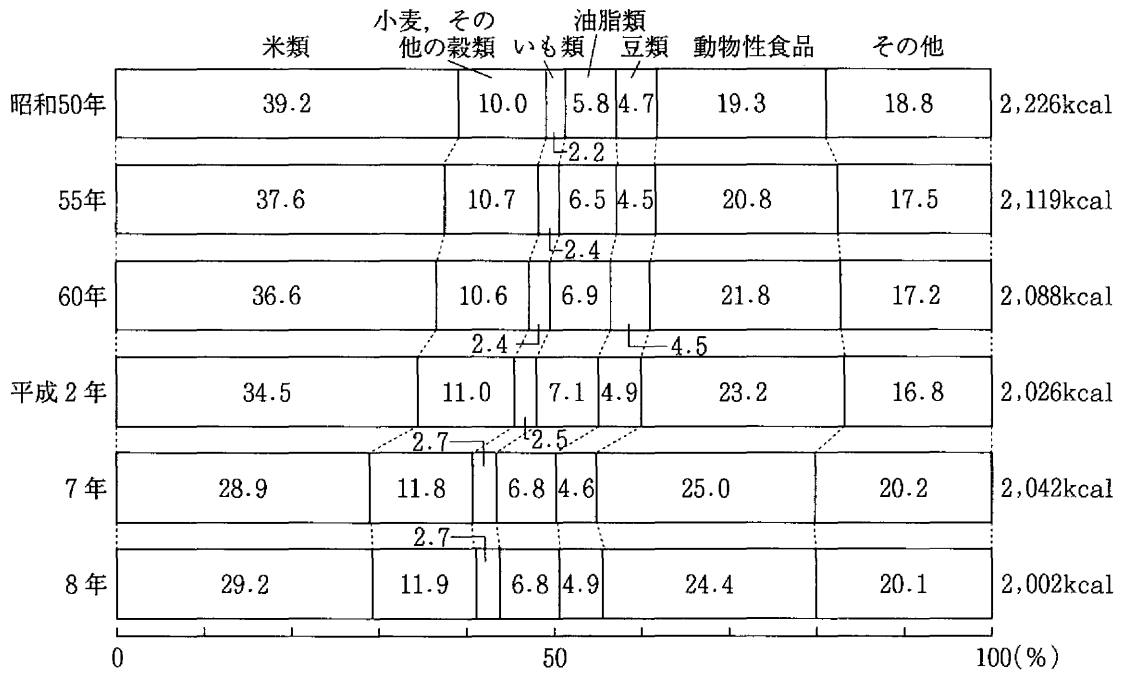 米類 小麦，その他の穀類 いも類 油脂類 豆類 動物性食品 その他
昭和50年 39.2 10.0 2.2 5.8 4.7 19.3 18.8 2,226kcal
55年 37.6 10.7 2.4 6.5 4.5 20.8 17.5 2,119kcal
60年 36.6 10.6 2.4 6.9 4.5 21.8 17.2 2,088kcal
平成2年 34.5 11.0 2.5 7.1 4.9 23.2 16.8 2,026kcal
7年 28.9 11.8 2.7 6.8 4.6 25.0 20.2 2,042kcal
8年 29.2 11.9 2.7 6.8 4.9 24.4 20.1 2,002kcal
0 50 100(%)